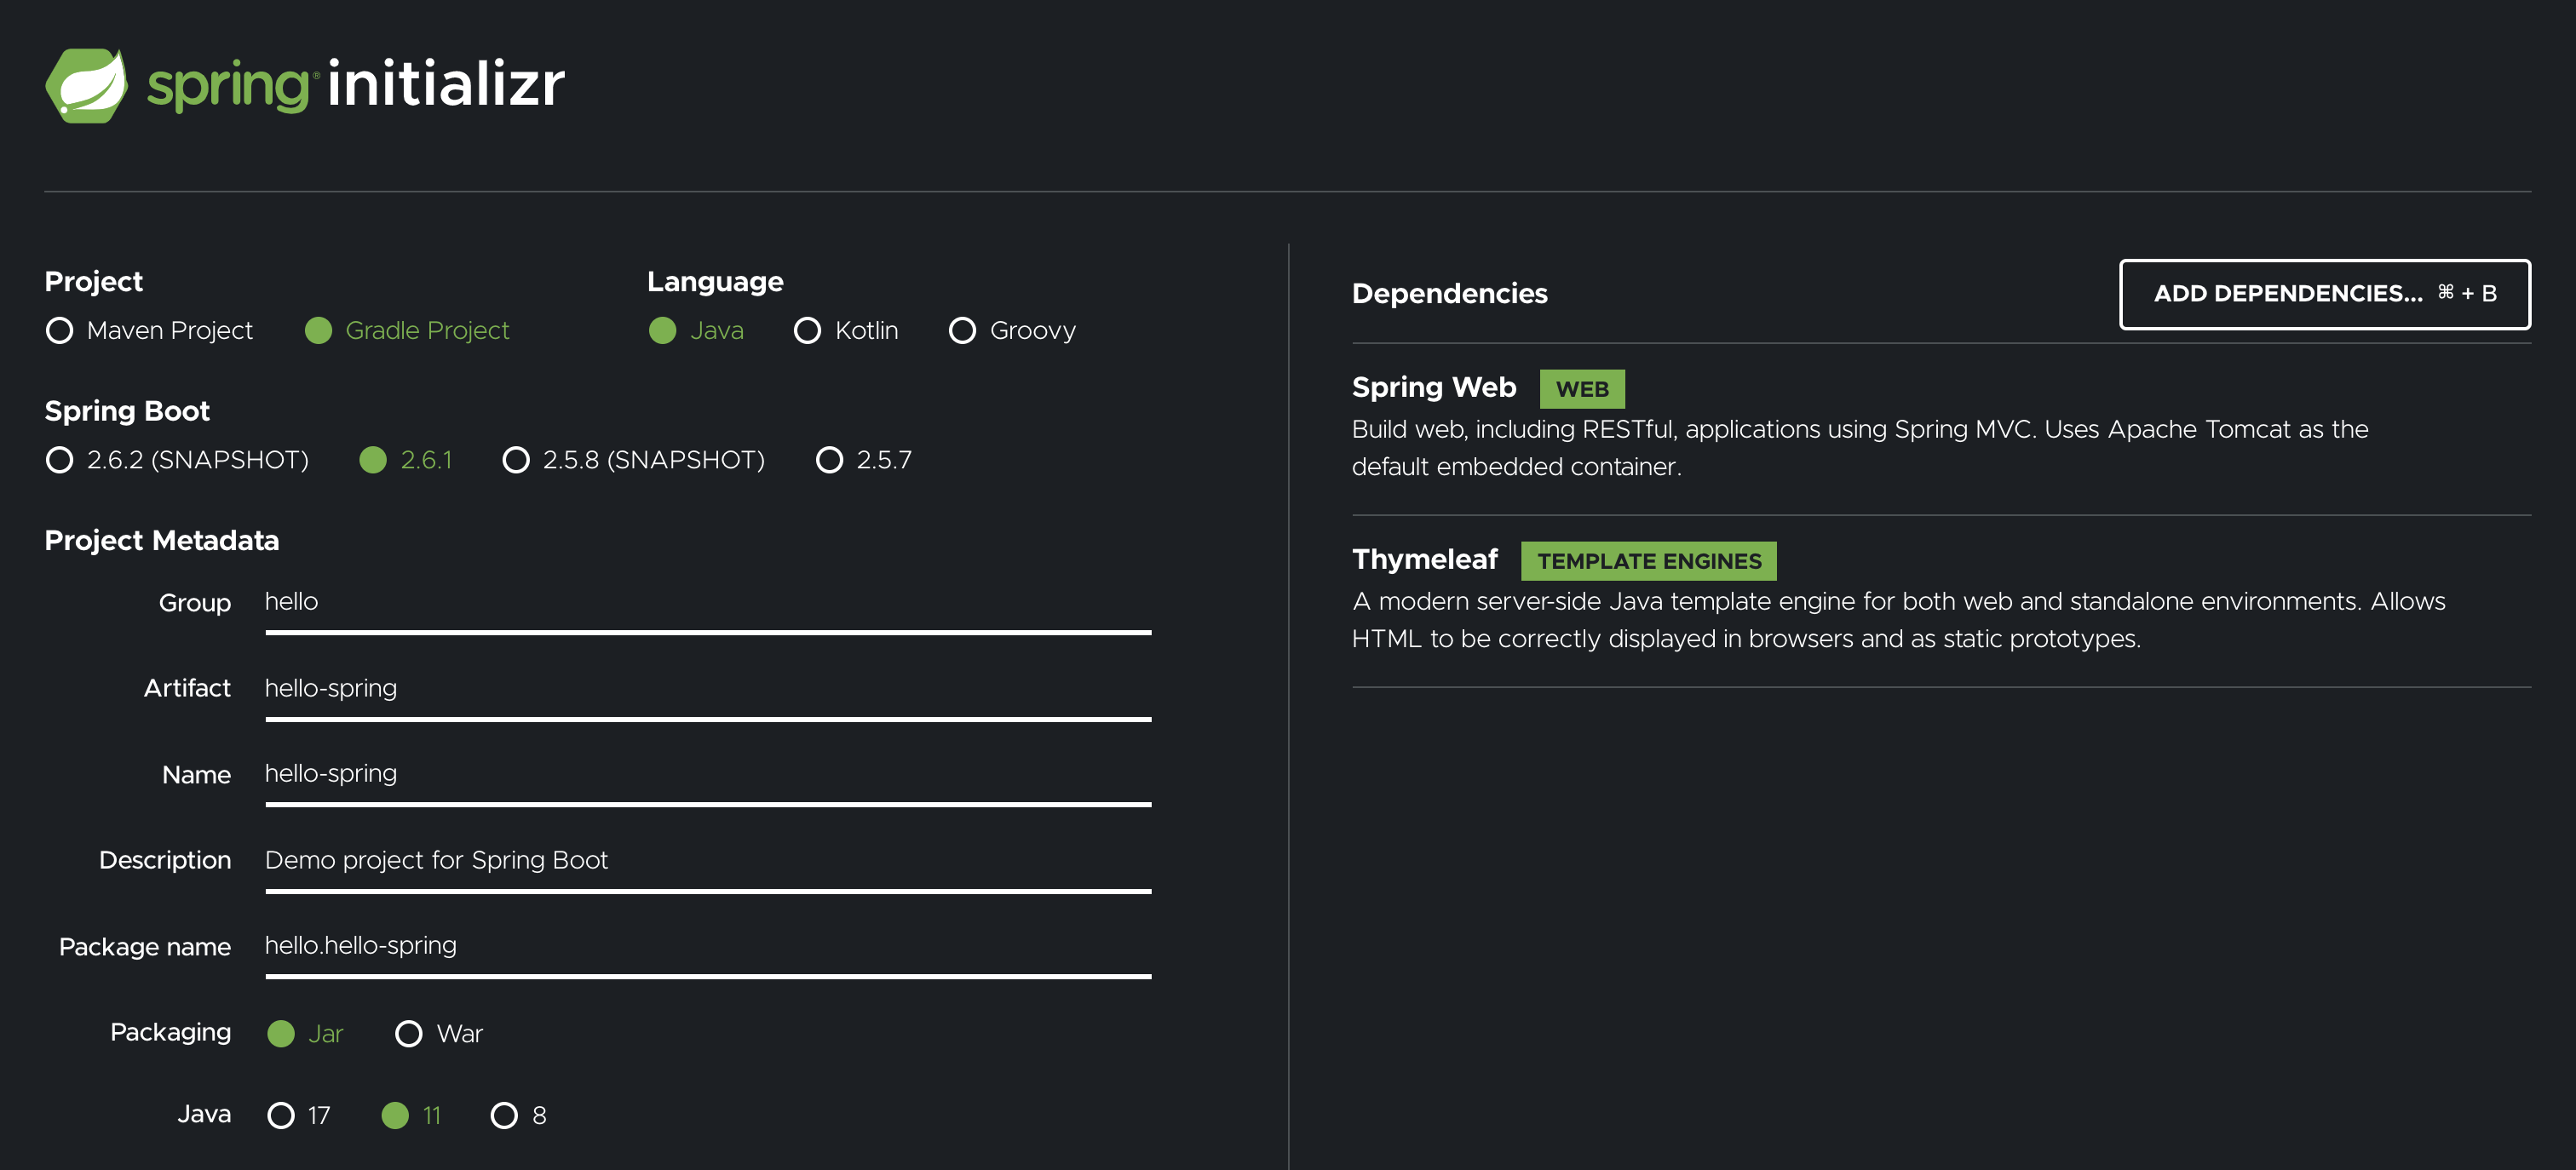 spring® initializr
Project
Maven Project Gradle Project
Language
Java Kotlin Groovy
Spring Boot
2.6.2 (SNAPSHOT) 2.6.1 2.5.8 (SNAPSHOT) 2.5.7
Project Metadata
Group hello
Artifact hello-spring
Name hello-spring
Description Demo project for Spring Boot
Package name hello.hello-spring
Packaging Jar War
Java 17 11 8
Dependencies
ADD DEPENDENCIES... ⌘ + B
Spring Web WEB
Build web, including RESTful, applications using Spring MVC. Uses Apache Tomcat as the
default embedded container.
Thymeleaf TEMPLATE ENGINES
A modern server-side Java template engine for both web and standalone environments. Allows
HTML to be correctly displayed in browsers and as static prototypes.